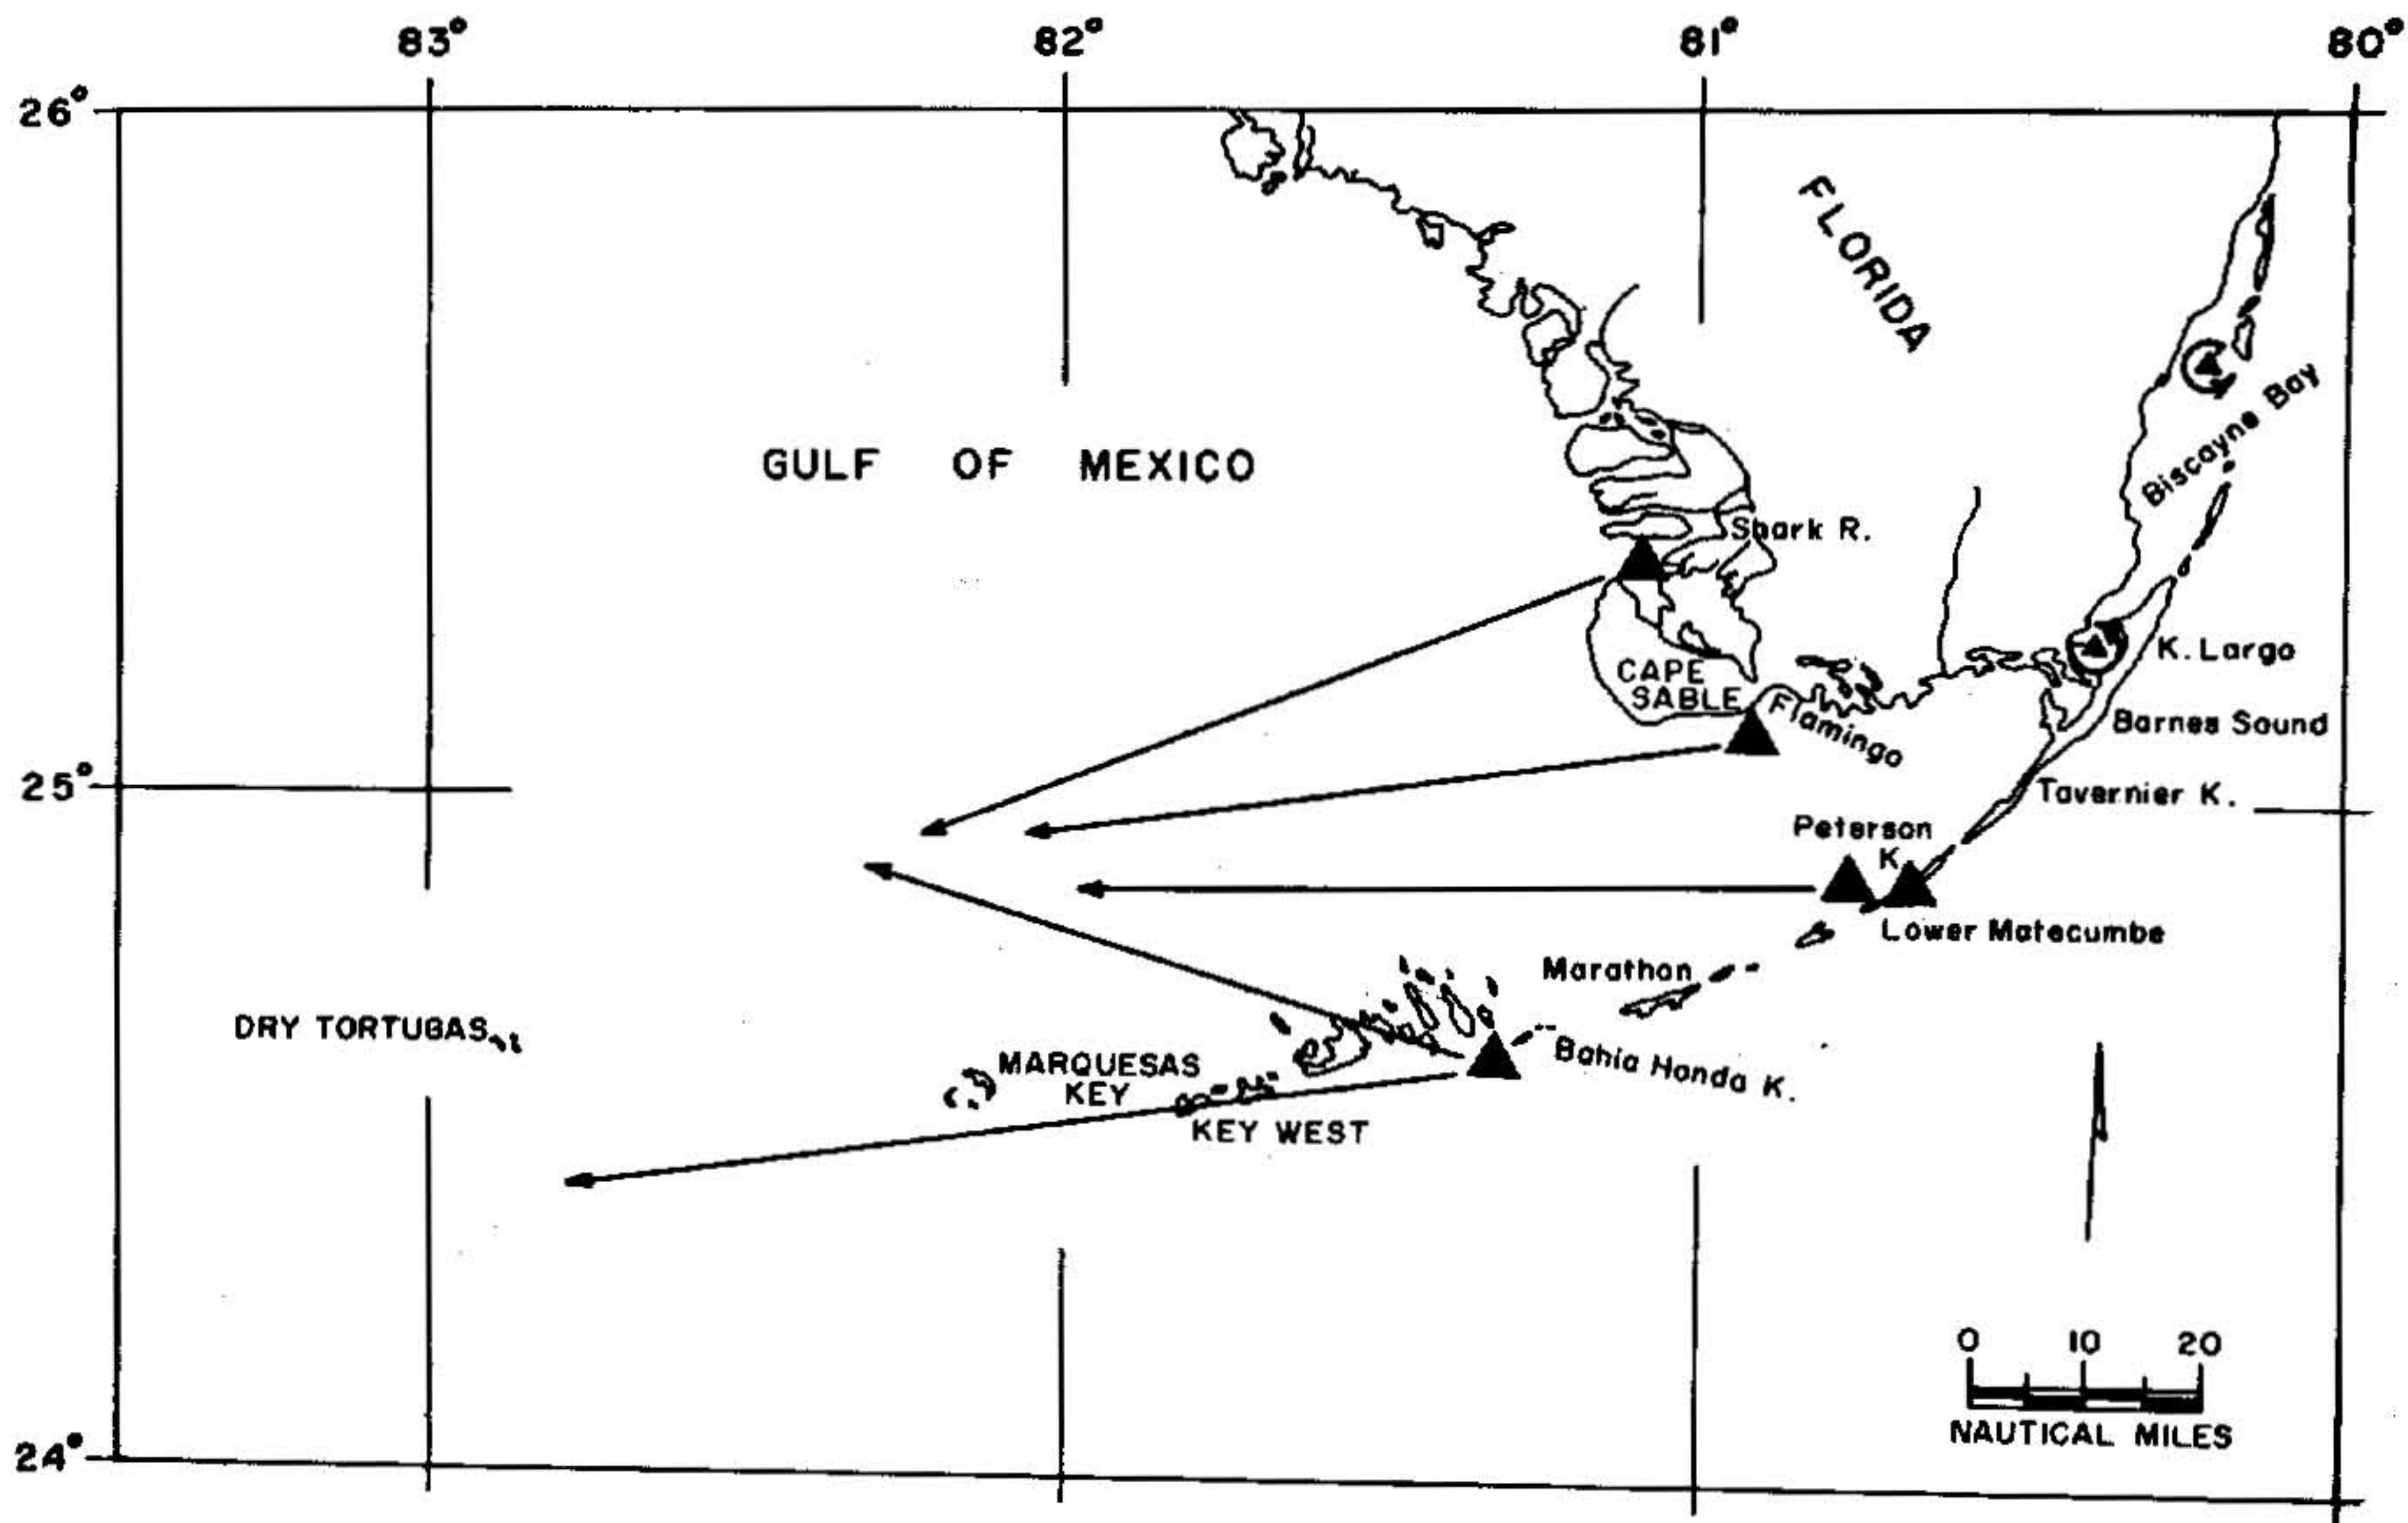 83°
82°
81°
80°
26°
FLORIDA
GULF OF MEXICO
Biscayne Bay
Shark R.
K. Largo
CAPE
SABLE
Flamingo
Barnes Sound
25°
Tavernier K.
Peterson
K.
Lower Matecumbe
Marathon
DRY TORTUGAS
Bahia Honda K.
MARQUESAS
KEY
KEY WEST
0 10 20
NAUTICAL MILES
24°